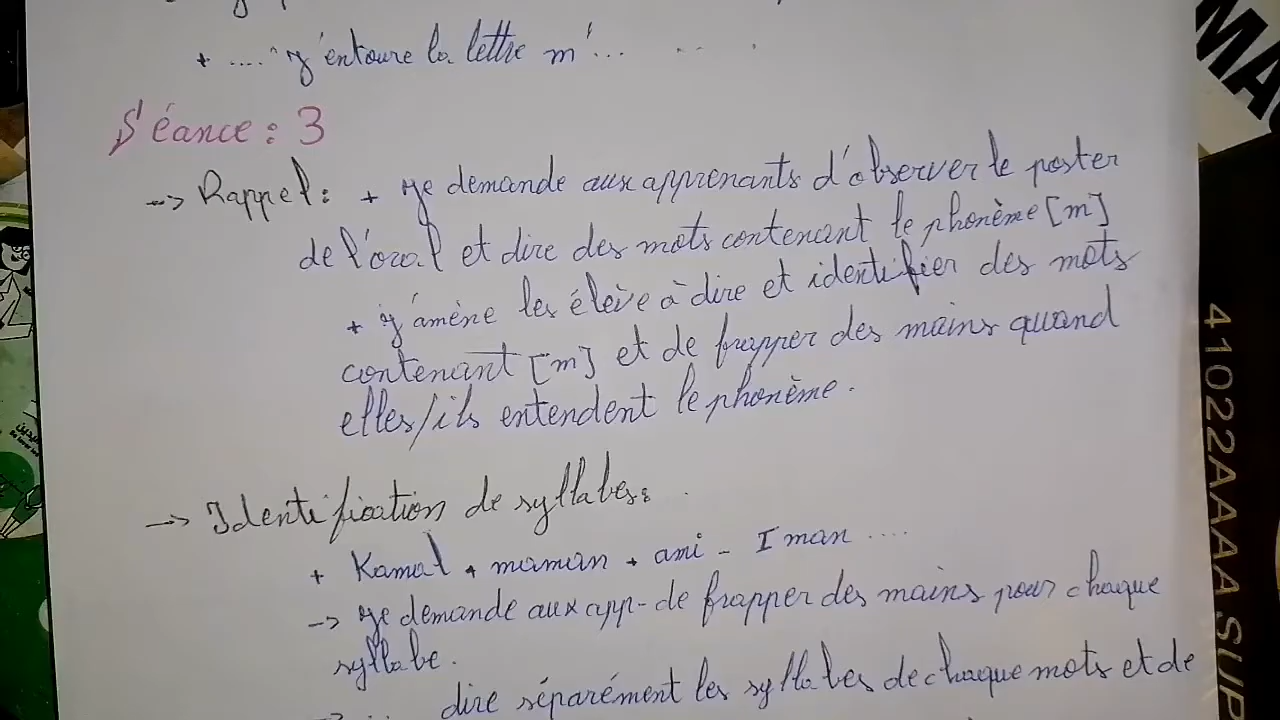 + .... "j'entoure la lettre m"...
Séance : 3
--> Rappel : + Je demande aux apprenants d'observer le poster
de l'oral et dire des mots contenant le phonème [m]
+ j'amène les élève à dire et identifier des mots
contenant [m] et de frapper des mains quand
elles/ils entendent le phonème.
--> Identification de syllabes :
+ Kamal + maman + ami - Iman ....
--> Je demande aux app- de frapper des mains pour chaque
syllabe.
dire séparément les syllabes de chaque mots et de
MA
41022AAAA.SUP